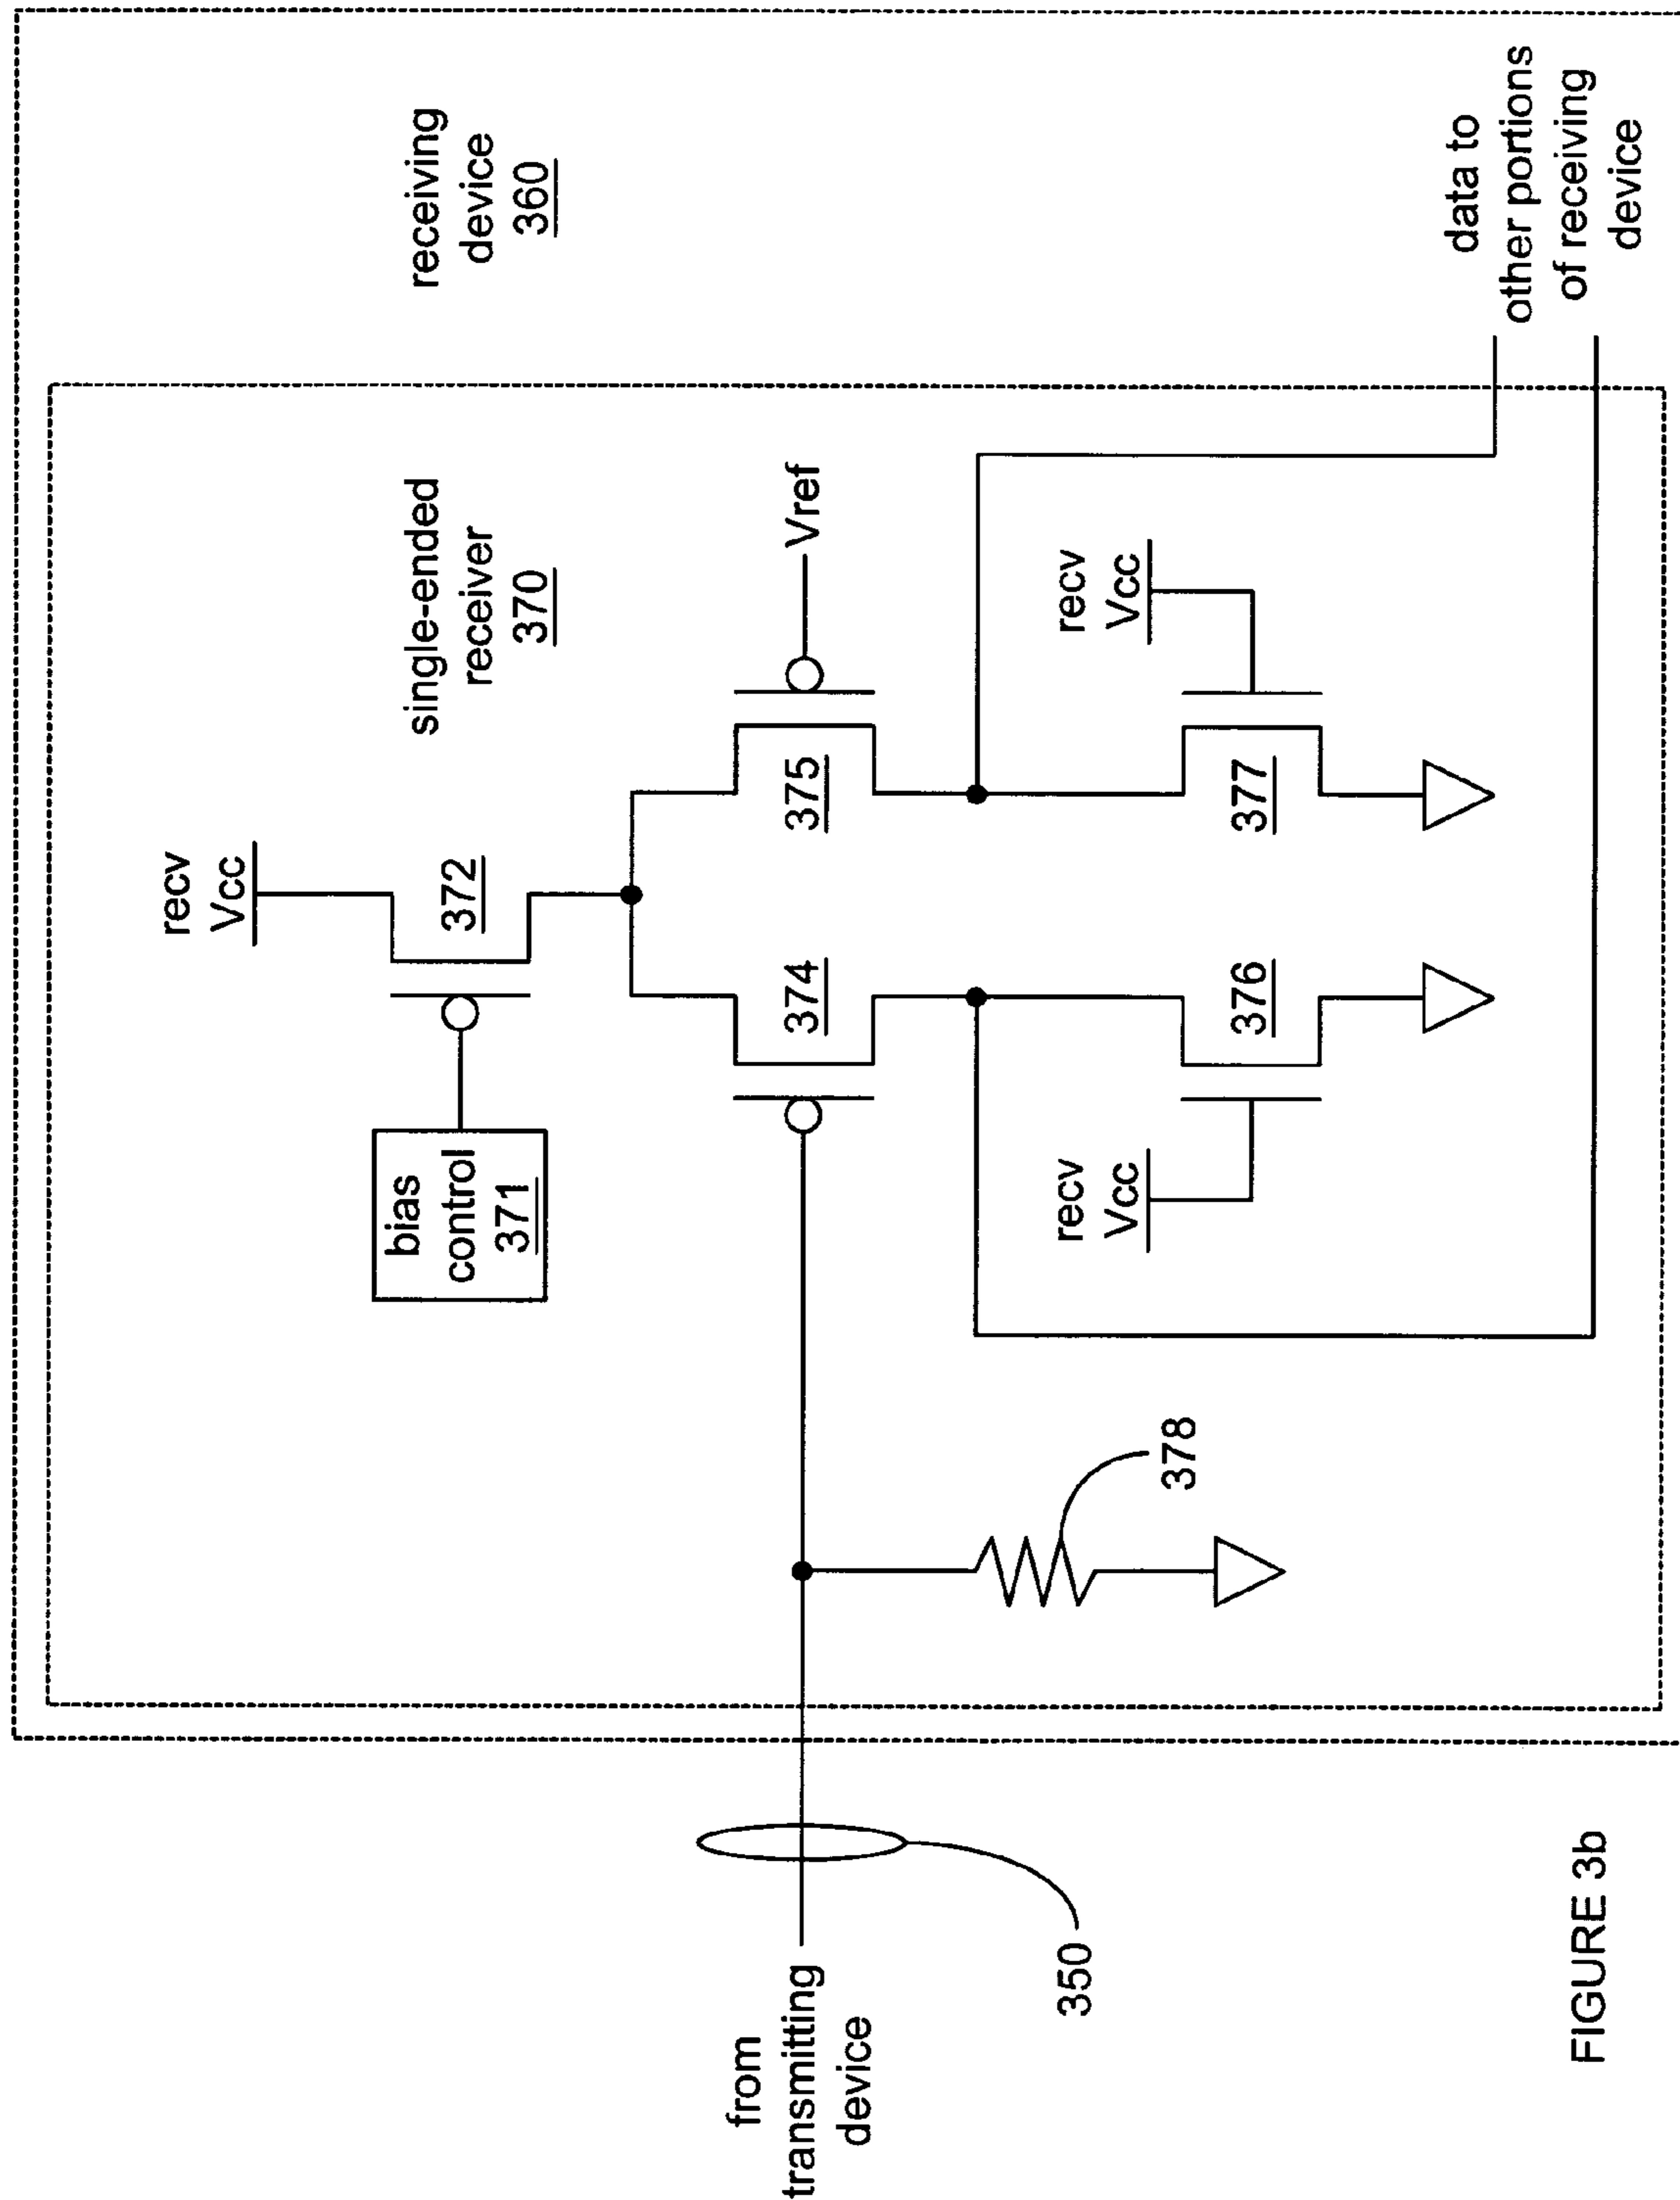 receiving
device
360
single-ended
receiver
370
recv
Vcc
bias
control
371
372
374
375
Vref
from
transmitting
device
350
378
recv
Vcc
376
377
recv
Vcc
data to
other portions
of receiving
device
FIGURE 3b